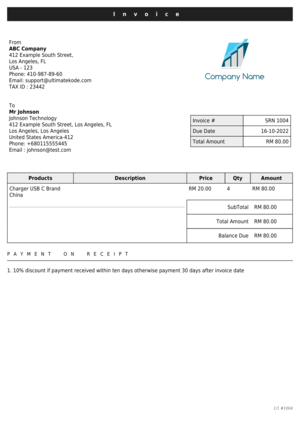 Invoice
From
ABC Company
412 Example South Street,
Los Angeles, FL
USA - 123
Phone: 410-987-89-60
Email: support@ultimatekode.com
TAX ID : 23442
Company Name
To
Mr Johnson
Johnson Technology
412 Example South Street, Los Angeles, FL
Los Angeles, Los Angeles
United States America-412
Phone: +680115555445
Email : johnson@test.com
Invoice # SRN 1004
Due Date 16-10-2022
Total Amount RM 80.00
Products Description Price Qty Amount
Charger USB C Brand RM 20.00 4 RM 80.00
China
SubTotal RM 80.00
Total Amount RM 80.00
Balance Due RM 80.00
PAYMENT ON RECEIPT
1. 10% discount if payment received within ten days otherwise payment 30 days after invoice date